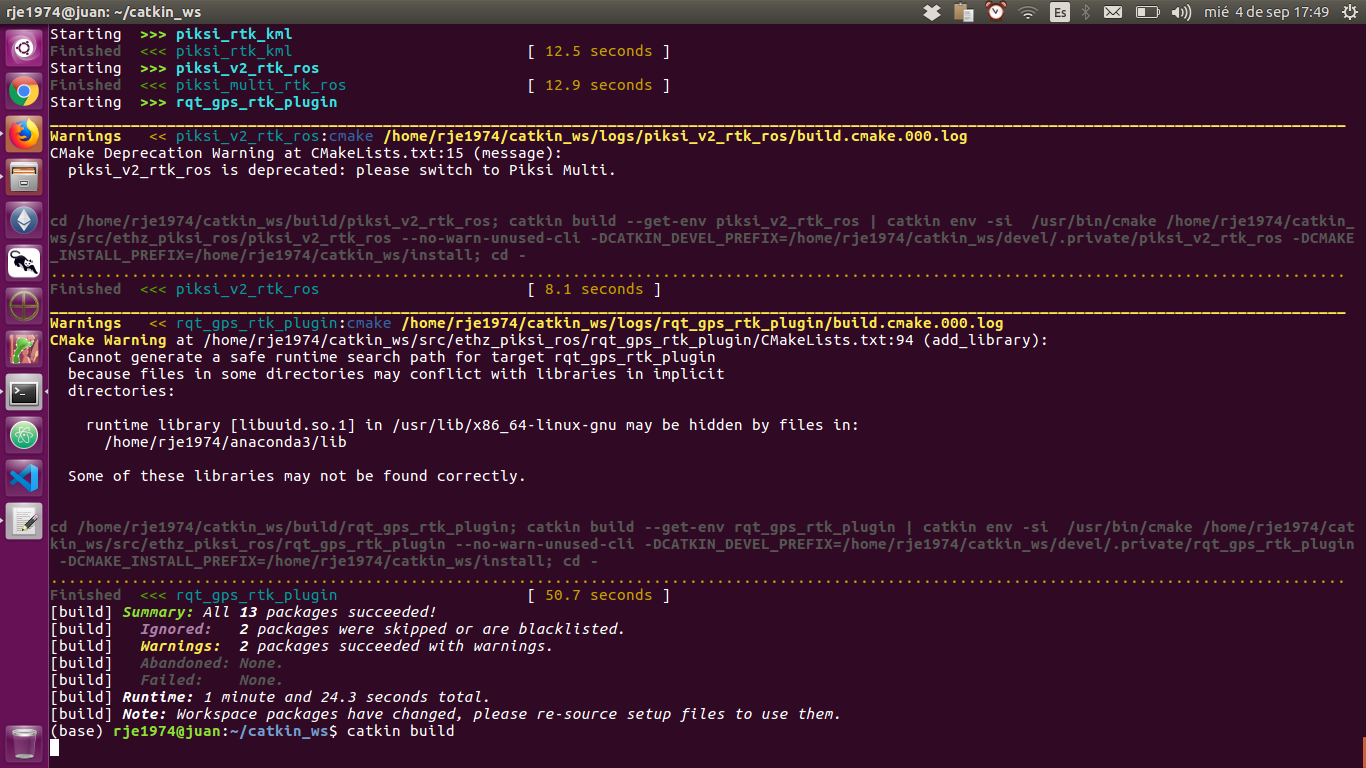 rje1974@juan: ~/catkin_ws
Es
mié 4 de sep 17:49
Starting  >>> piksi_rtk_kml
Finished  <<< piksi_rtk_kml                          [ 12.5 seconds ]
Starting  >>> piksi_v2_rtk_ros
Finished  <<< piksi_multi_rtk_ros                    [ 12.9 seconds ]
Starting  >>> rqt_gps_rtk_plugin
Warnings   << piksi_v2_rtk_ros:cmake /home/rje1974/catkin_ws/logs/piksi_v2_rtk_ros/build.cmake.000.log
CMake Deprecation Warning at CMakeLists.txt:15 (message):
  piksi_v2_rtk_ros is deprecated: please switch to Piksi Multi.
cd /home/rje1974/catkin_ws/build/piksi_v2_rtk_ros; catkin build --get-env piksi_v2_rtk_ros | catkin env -si  /usr/bin/cmake /home/rje1974/catkin_
ws/src/ethz_piksi_ros/piksi_v2_rtk_ros --no-warn-unused-cli -DCATKIN_DEVEL_PREFIX=/home/rje1974/catkin_ws/devel/.private/piksi_v2_rtk_ros -DCMAKE
_INSTALL_PREFIX=/home/rje1974/catkin_ws/install; cd -
Finished  <<< piksi_v2_rtk_ros                       [ 8.1 seconds ]
Warnings   << rqt_gps_rtk_plugin:cmake /home/rje1974/catkin_ws/logs/rqt_gps_rtk_plugin/build.cmake.000.log
CMake Warning at /home/rje1974/catkin_ws/src/ethz_piksi_ros/rqt_gps_rtk_plugin/CMakeLists.txt:94 (add_library):
  Cannot generate a safe runtime search path for target rqt_gps_rtk_plugin
  because files in some directories may conflict with libraries in implicit
  directories:
    runtime library [libuuid.so.1] in /usr/lib/x86_64-linux-gnu may be hidden by files in:
      /home/rje1974/anaconda3/lib
  Some of these libraries may not be found correctly.
cd /home/rje1974/catkin_ws/build/rqt_gps_rtk_plugin; catkin build --get-env rqt_gps_rtk_plugin | catkin env -si  /usr/bin/cmake /home/rje1974/cat
kin_ws/src/ethz_piksi_ros/rqt_gps_rtk_plugin --no-warn-unused-cli -DCATKIN_DEVEL_PREFIX=/home/rje1974/catkin_ws/devel/.private/rqt_gps_rtk_plugin
 -DCMAKE_INSTALL_PREFIX=/home/rje1974/catkin_ws/install; cd -
Finished  <<< rqt_gps_rtk_plugin                     [ 50.7 seconds ]
[build] Summary: All 13 packages succeeded!
[build]   Ignored:   2 packages were skipped or are blacklisted.
[build]   Warnings:  2 packages succeeded with warnings.
[build]   Abandoned: None.
[build]   Failed:    None.
[build] Runtime: 1 minute and 24.3 seconds total.
[build] Note: Workspace packages have changed, please re-source setup files to use them.
(base) rje1974@juan:~/catkin_ws$ catkin build